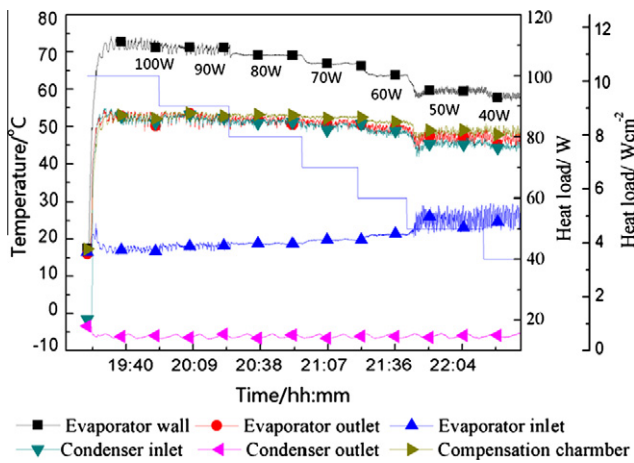 80
70
60
50
40
30
20
10
0
-10
Temperature/°C
100W 90W 80W 70W 60W 50W 40W
120
100
80
60
40
20
Heat load/ W
12
10
8
6
4
2
0
Heat load/ Wcm⁻²
19:40 20:09 20:38 21:07 21:36 22:04
Time/hh:mm
Evaporator wall Evaporator outlet Evaporator inlet
Condenser inlet Condenser outlet Compensation charmber